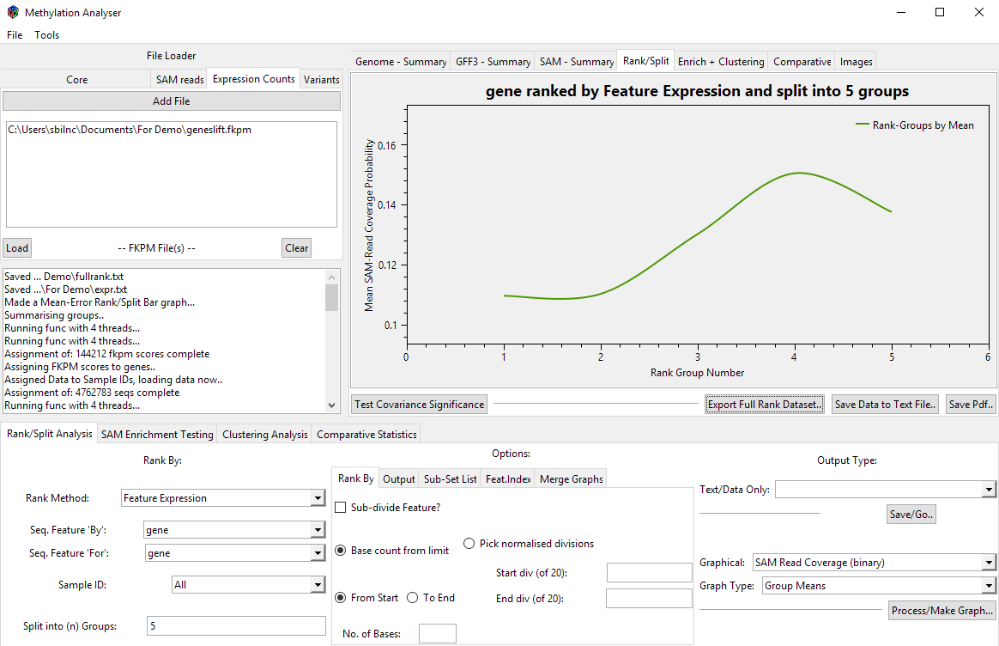 Methylation Analyser
File Tools
File Loader
Core SAM reads Expression Counts Variants
Add File
C:\Users\sbilnc\Documents\For Demo\geneslift.fkpm
Load -- FKPM File(s) -- Clear
Saved ... Demo\fullrank.txt
Saved ...\For Demo\expr.txt
Made a Mean-Error Rank/Split Bar graph...
Summarising groups..
Running func with 4 threads...
Running func with 4 threads...
Assignment of: 144212 fkpm scores complete
Assigning FKPM scores to genes..
Assigned Data to Sample IDs, loading data now..
Assignment of: 4762783 seqs complete
Running func with 4 threads...
Genome - Summary GFF3 - Summary SAM - Summary Rank/Split Enrich + Clustering Comparative Images
gene ranked by Feature Expression and split into 5 groups
Rank-Groups by Mean
Mean SAM-Read Coverage Probability
0.16
0.14
0.12
0.1
0 1 2 3 4 5 6
Rank Group Number
Test Covariance Significance Export Full Rank Dataset.. Save Data to Text File.. Save Pdf..
Rank/Split Analysis SAM Enrichment Testing Clustering Analysis Comparative Statistics
Rank By:
Rank Method: Feature Expression
Seq. Feature 'By': gene
Seq. Feature 'For': gene
Sample ID: All
Split into (n) Groups: 5
Options:
Rank By Output Sub-Set List Feat.Index Merge Graphs
Sub-divide Feature?
Base count from limit Pick normalised divisions
Start div (of 20):
From Start To End End div (of 20):
No. of Bases:
Output Type:
Text/Data Only:
Save/Go..
Graphical: SAM Read Coverage (binary)
Graph Type: Group Means
Process/Make Graph...